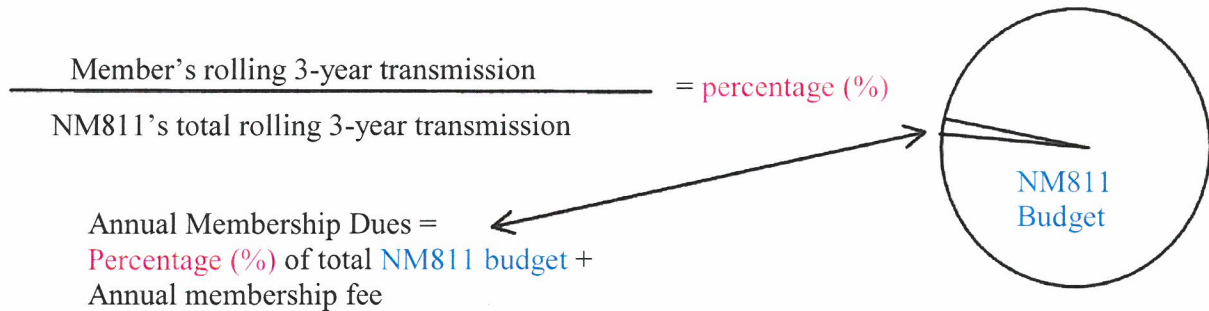 Member's rolling 3-year transmission
= percentage (%)
NM811's total rolling 3-year transmission
NM811
Budget
Annual Membership Dues =
Percentage (%) of total NM811 budget +
Annual membership fee